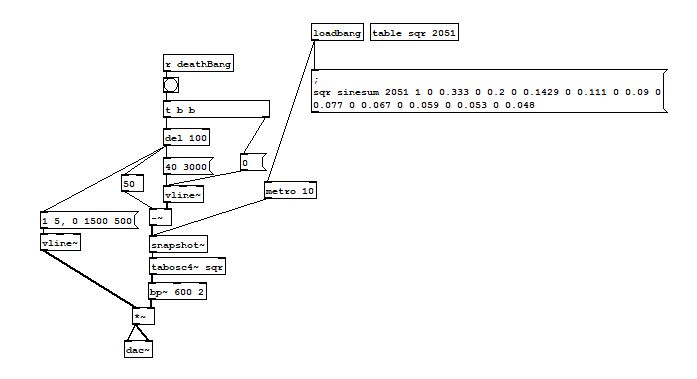 loadbang
table sqr 2051
r deathBang
;
sqr sinesum 2051 1 0 0.333 0 0.2 0 0.1429 0 0.111 0 0.09 0
0.077 0 0.067 0 0.059 0 0.053 0 0.048
t b b
del 100
40 3000
0
50
metro 10
vline~
1 5, 0 1500 500
-~
vline~
snapshot~
tabosc4~ sqr
bp~ 600 2
*~
dac~